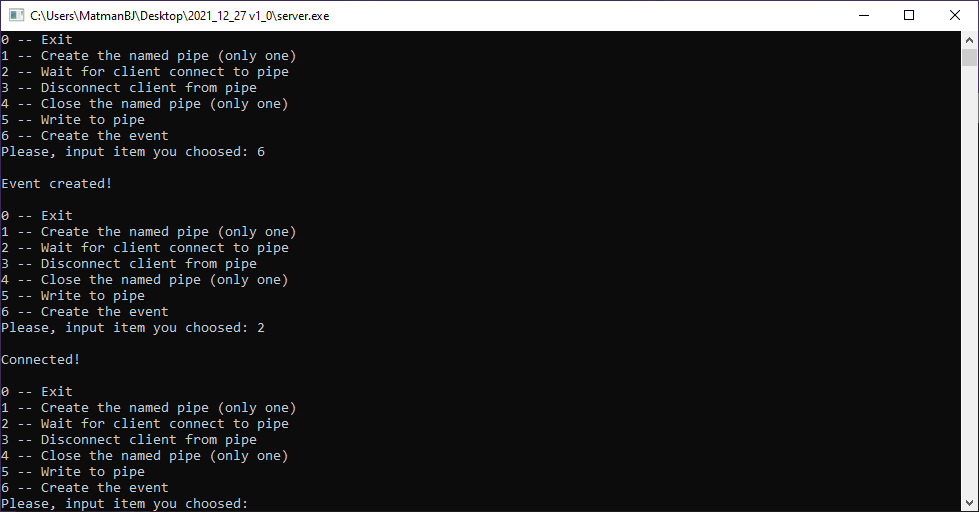 C:\Users\MatmanBJ\Desktop\2021_12_27 v1_0\server.exe
0 -- Exit
1 -- Create the named pipe (only one)
2 -- Wait for client connect to pipe
3 -- Disconnect client from pipe
4 -- Close the named pipe (only one)
5 -- Write to pipe
6 -- Create the event
Please, input item you choosed: 6
Event created!
0 -- Exit
1 -- Create the named pipe (only one)
2 -- Wait for client connect to pipe
3 -- Disconnect client from pipe
4 -- Close the named pipe (only one)
5 -- Write to pipe
6 -- Create the event
Please, input item you choosed: 2
Connected!
0 -- Exit
1 -- Create the named pipe (only one)
2 -- Wait for client connect to pipe
3 -- Disconnect client from pipe
4 -- Close the named pipe (only one)
5 -- Write to pipe
6 -- Create the event
Please, input item you choosed: